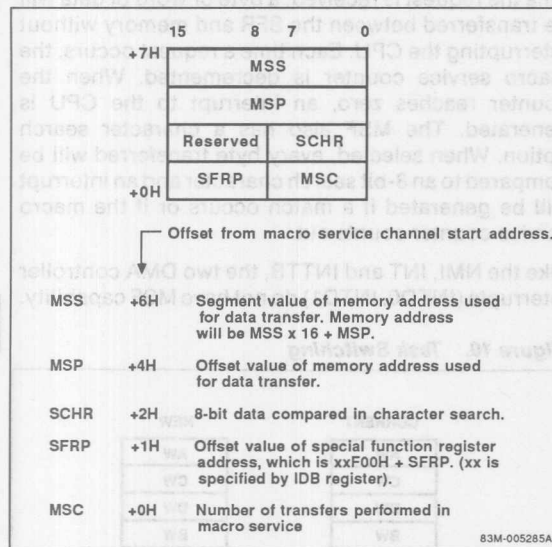 15 8 7 0
+7H MSS
MSP
Reserved SCHR
SFRP MSC
+0H
Offset from macro service channel start address.
MSS +6H Segment value of memory address used
for data transfer. Memory address
will be MSS x 16 + MSP.
MSP +4H Offset value of memory address used
for data transfer.
SCHR +2H 8-bit data compared in character search.
SFRP +1H Offset value of special function register
address, which is xxF00H + SFRP. (xx is
specified by IDB register).
MSC +0H Number of transfers performed in
macro service
83M-005285A